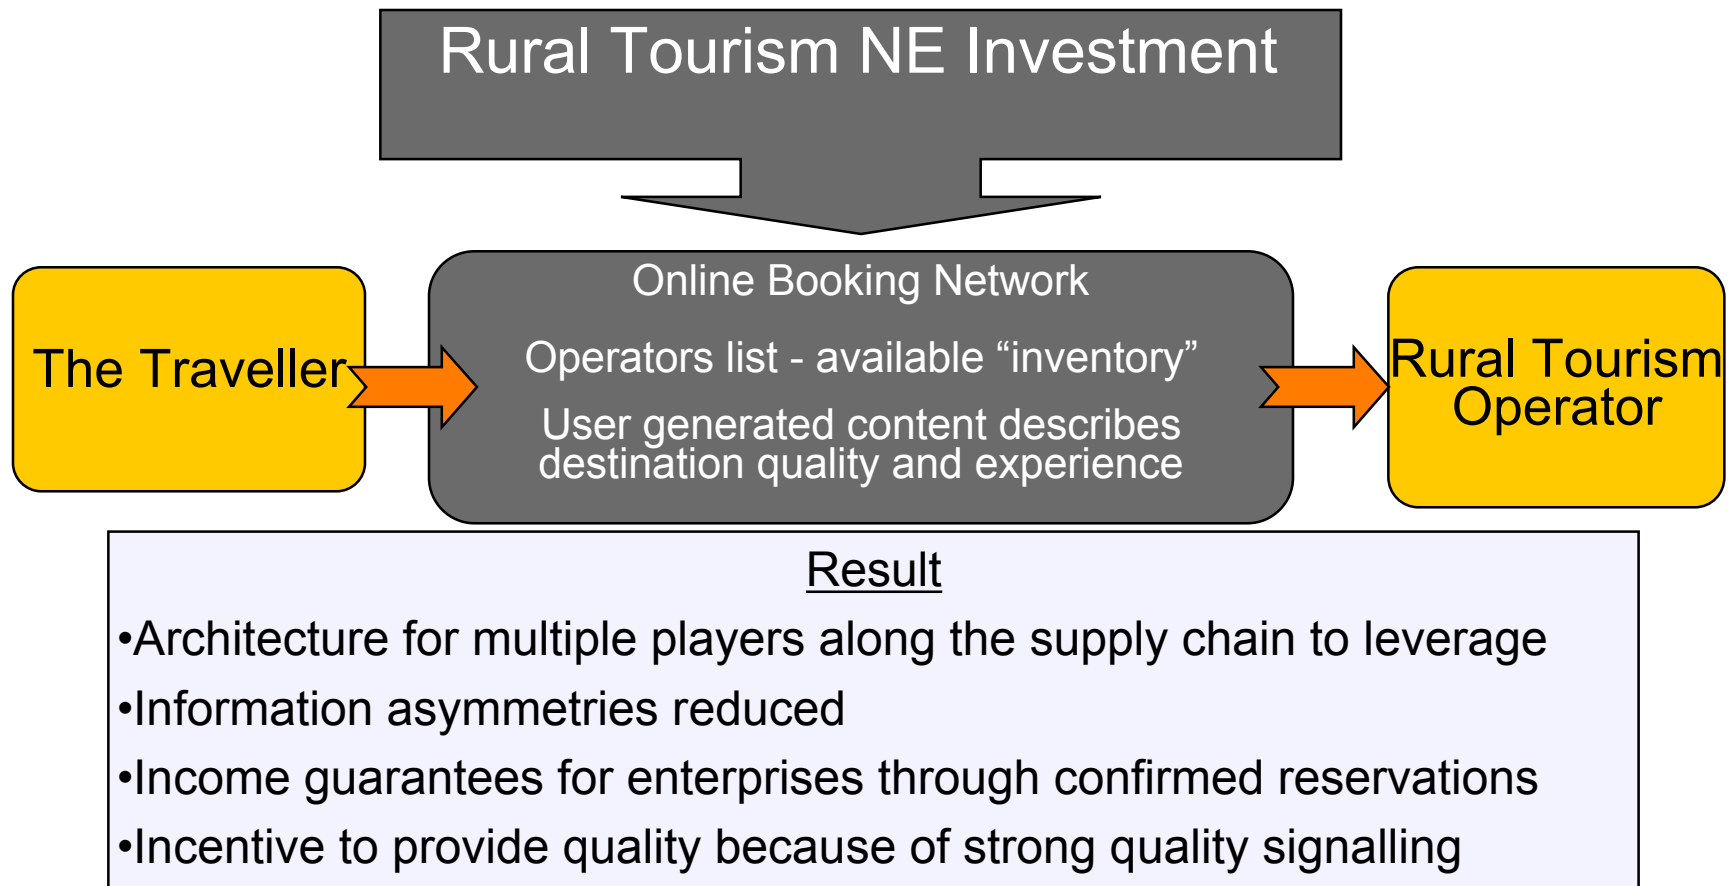 Rural Tourism NE Investment
The Traveller
Online Booking Network
Operators list - available “inventory”
User generated content describes
destination quality and experience
Rural Tourism
Operator
Result
•Architecture for multiple players along the supply chain to leverage
•Information asymmetries reduced
•Income guarantees for enterprises through confirmed reservations
•Incentive to provide quality because of strong quality signalling